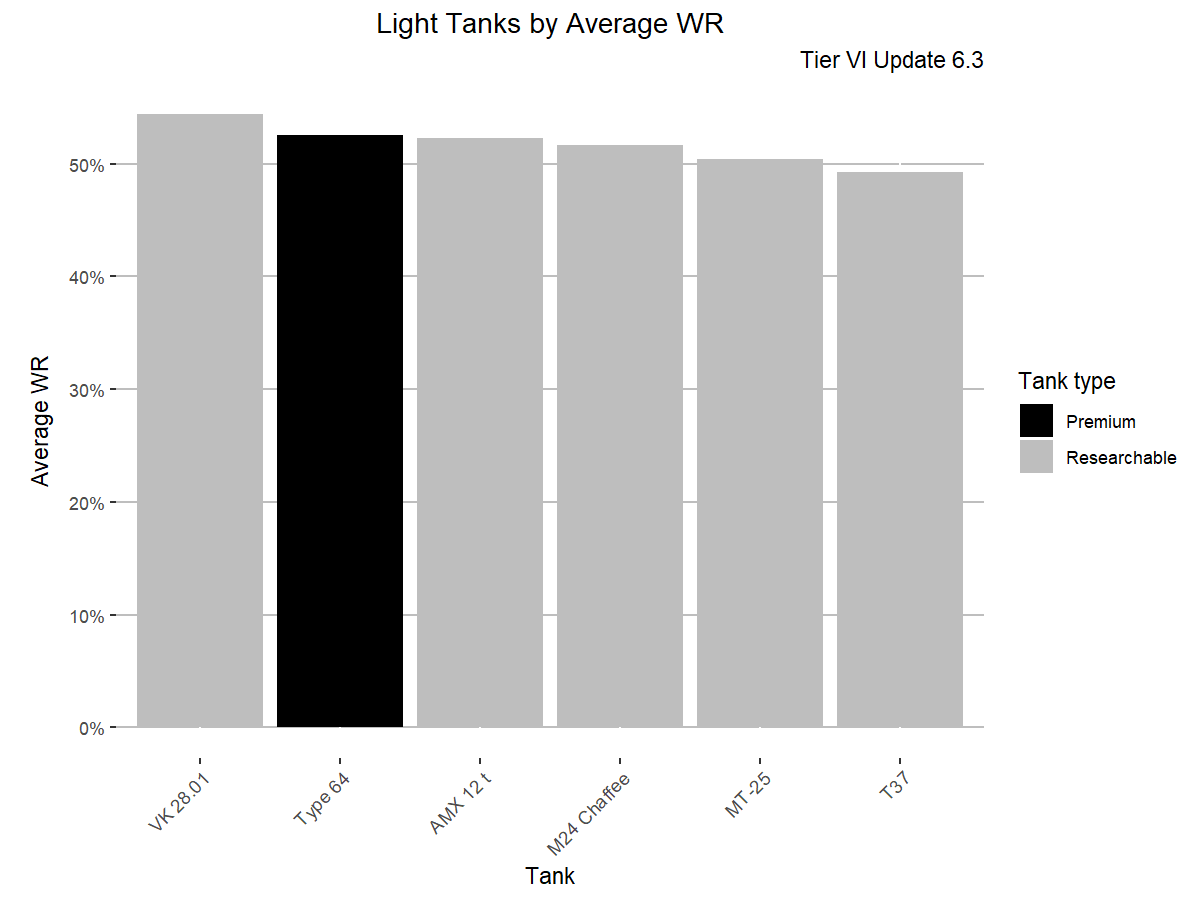 Light Tanks by Average WR
Tier VI Update 6.3
Average WR
50%
40%
30%
20%
10%
0%
VK 28.01
Type 64
AMX 12 t
M24 Chaffee
MT-25
T37
Tank
Tank type
Premium
Researchable